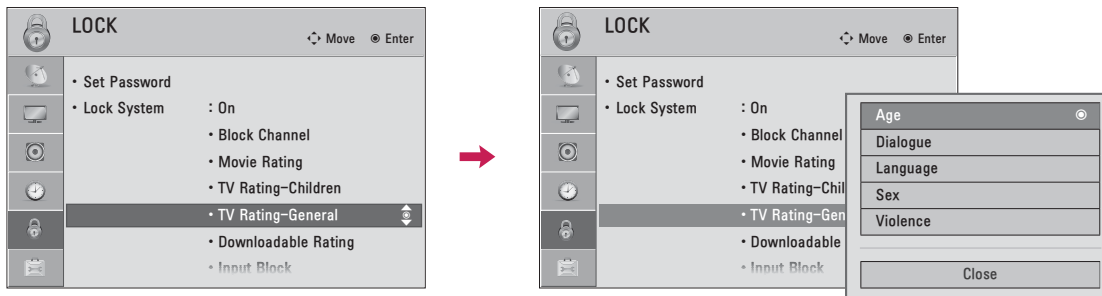 LOCK
Move Enter
• Set Password
• Lock System : On
• Block Channel
• Movie Rating
• TV Rating-Children
• TV Rating-General
• Downloadable Rating
• Input Block
LOCK
Move Enter
• Set Password
• Lock System : On
• Block Channel
• Movie Rating
• TV Rating-Chil
• TV Rating-Gen
• Downloadable
• Input Block
Age
Dialogue
Language
Sex
Violence
Close